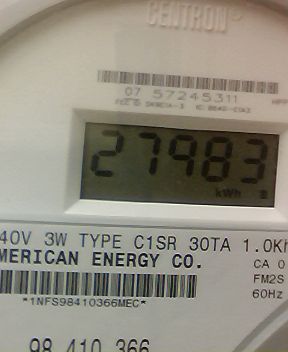 CENTRON®
07 57245311
27983
kWh
40V 3W TYPE C1SR 30TA 1.0Kh
MERICAN ENERGY CO.
CA 0
FM2S
*1NFS98410366MEC*
60Hz
98 410 366